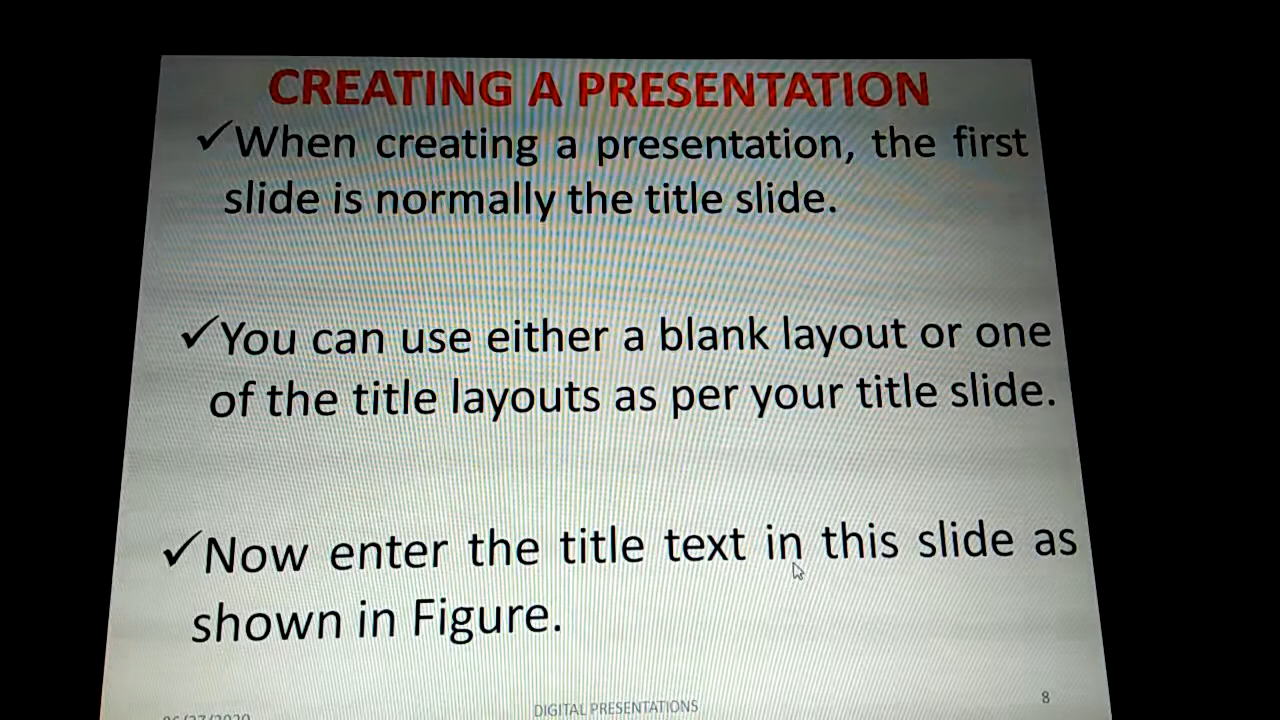 CREATING A PRESENTATION
✓When creating a presentation, the first
slide is normally the title slide.
✓You can use either a blank layout or one
of the title layouts as per your title slide.
✓Now enter the title text in this slide as
shown in Figure.
DIGITAL PRESENTATIONS
8